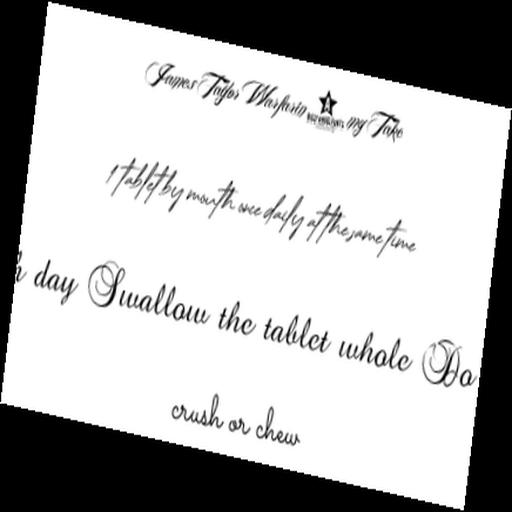 James Taylor Warfarin mg Take
1 tablet by mouth once daily at the same time
day Swallow the tablet whole Do
crush or chew